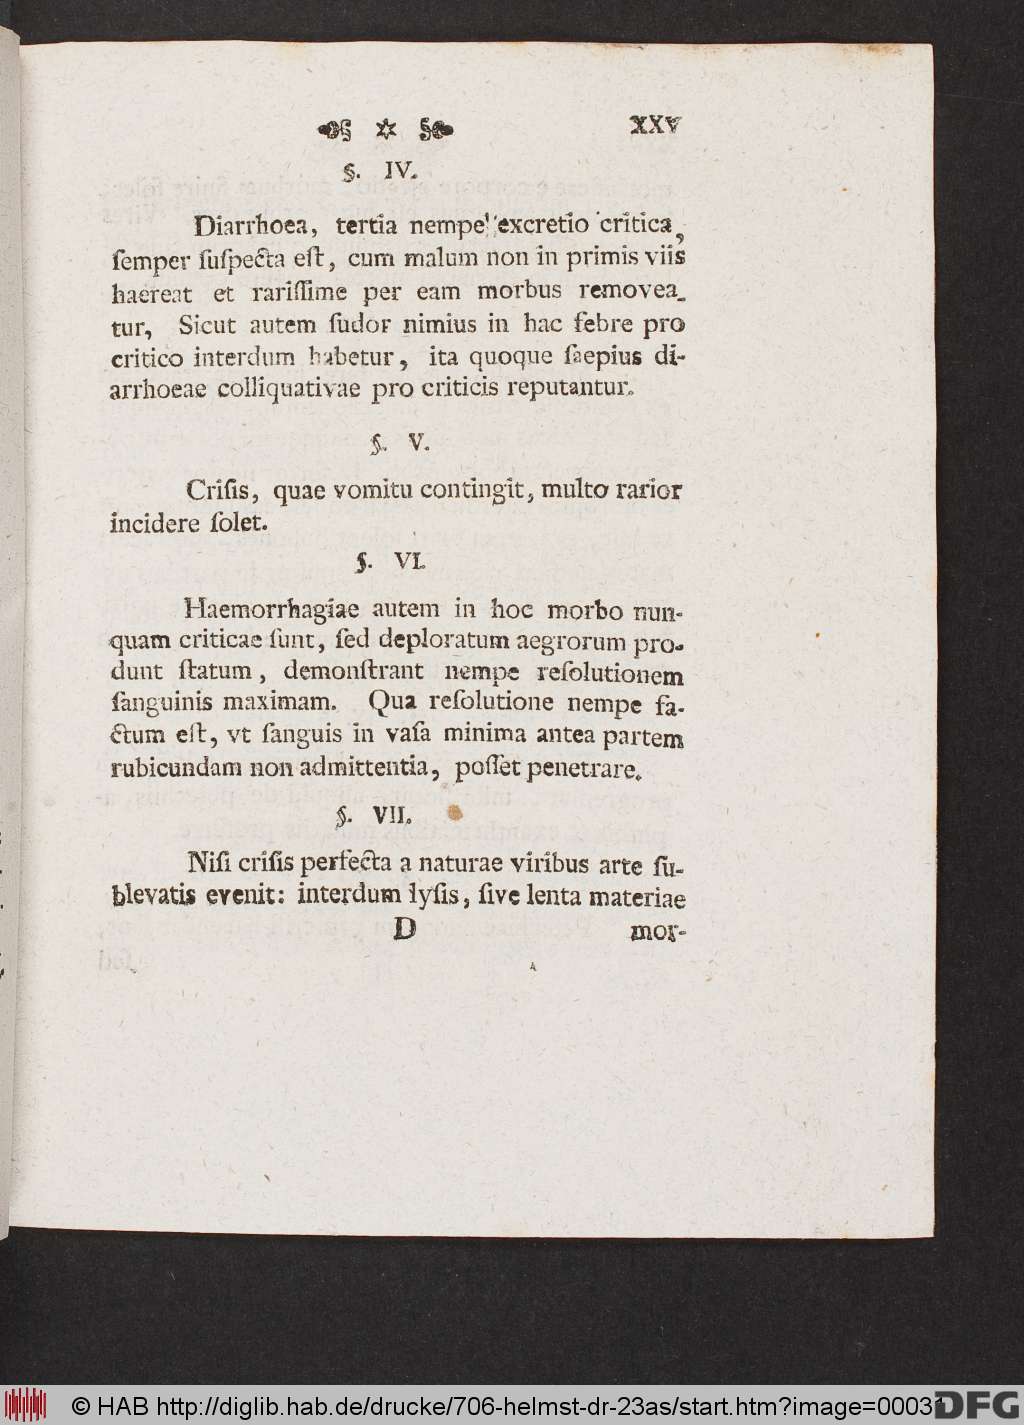 XXV
§. IV.
Diarrhoea, tertia nempe excretio critica,
ſemper ſuſpecta eſt, cum malum non in primis viis
haereat et rariſſime per eam morbus removea-
tur, Sicut autem ſudor nimius in hac febre pro
critico interdum habetur, ita quoque ſaepius di-
arrhoeae colliquativae pro criticis reputantur.
§. V.
Criſis, quae vomitu contingit, multo rarior
incidere ſolet.
§. VI.
Haemorrhagiae autem in hoc morbo nun-
quam criticae ſunt, ſed deploratum aegrorum pro-
dunt ſtatum, demonſtrant nempe reſolutionem
ſanguinis maximam. Qua reſolutione nempe fa-
ctum eſt, vt ſanguis in vaſa minima antea partem
rubicundam non admittentia, poſſet penetrare.
§. VII.
Niſi criſis perfecta a naturae viribus arte ſu-
blevatis evenit: interdum lyſis, ſive lenta materiae
D mor-
© HAB http://diglib.hab.de/drucke/706-helmst-dr-23as/start.htm?image=00031
DFG